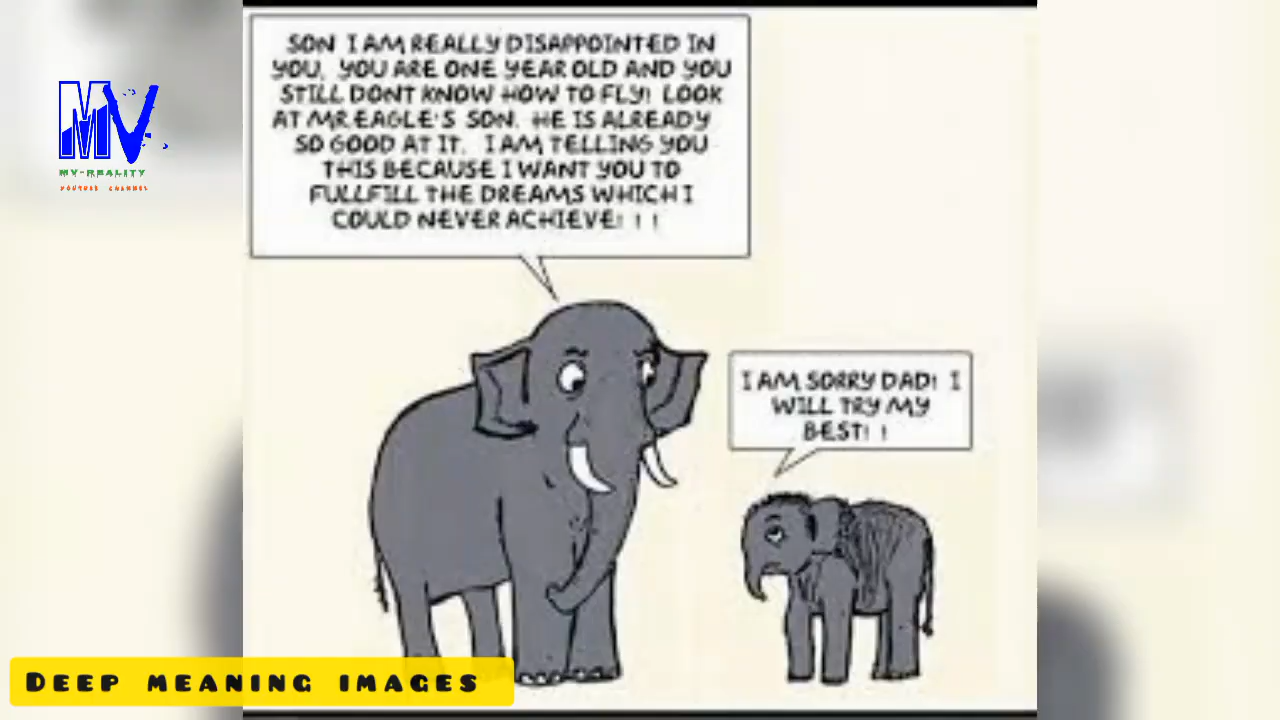 SON I AM REALLY DISAPPOINTED IN
YOU. YOU ARE ONE YEAR OLD AND YOU
STILL DONT KNOW HOW TO FLY! LOOK
AT MR.EAGLE'S SON. HE IS ALREADY
SO GOOD AT IT. I AM TELLING YOU
THIS BECAUSE I WANT YOU TO
FULLFILL THE DREAMS WHICH I
COULD NEVER ACHIEVE! ! !
MV
MV-REALITY
YOUTUBE CHANNEL
I AM SORRY DAD! I
WILL TRY MY
BEST! !
DEEP MEANING IMAGES